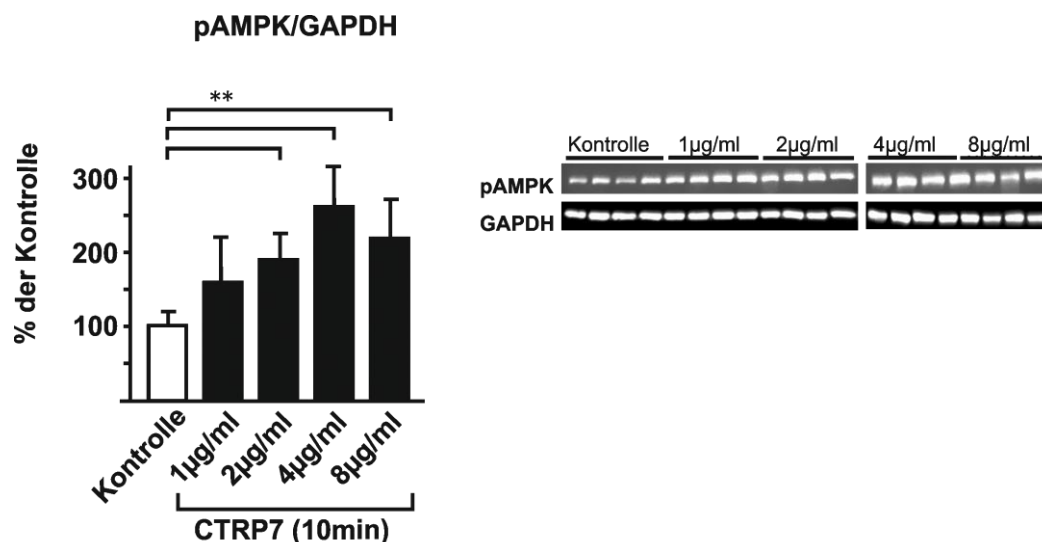 pAMPK/GAPDH
**
% der Kontrolle
300
200
100
Kontrolle
1µg/ml
2µg/ml
4µg/ml
8µg/ml
CTRP7 (10min)
Kontrolle 1µg/ml 2µg/ml 4µg/ml 8µg/ml
pAMPK
GAPDH